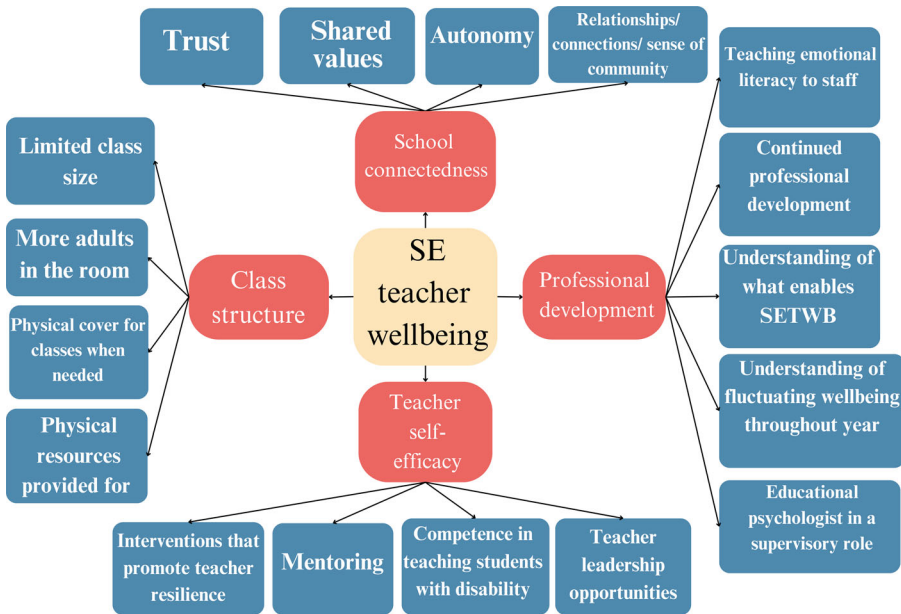 Trust
Shared
values
Autonomy
Relationships/
connections/ sense of
community
Teaching emotional
literacy to staff
School
connectedness
Limited class
size
Continued
professional
development
More adults
in the room
SE
teacher
wellbeing
Class
structure
Professional
development
Understanding of
what enables
SETWB
Physical cover for
classes when
needed
Understanding of
fluctuating wellbeing
throughout year
Teacher
self-
efficacy
Physical
resources
provided for
Educational
psychologist in a
supervisory role
Interventions that
promote teacher
resilience
Mentoring
Competence in
teaching students
with disability
Teacher
leadership
opportunities